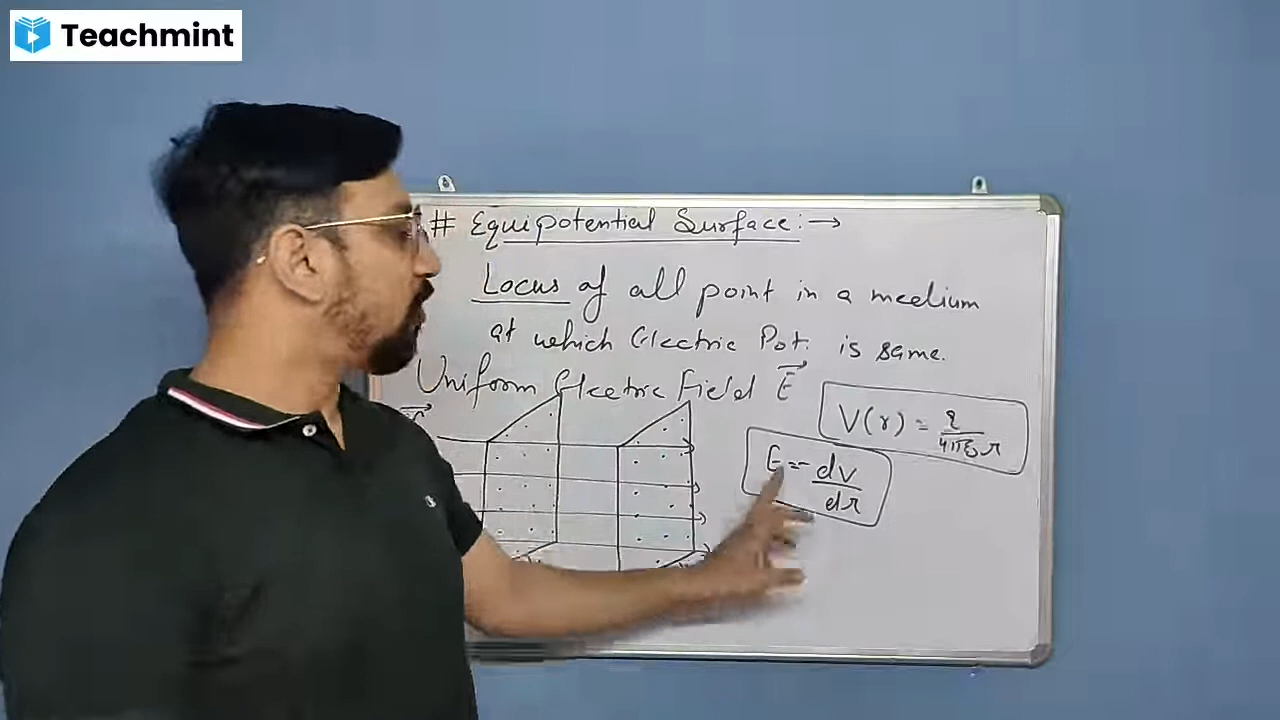 Teachmint
# Equipotential Surface:→
Locus of all point in a medium
at which Electric Pot. is same.
Uniform Electric Field E⃗
V(r) = q/4πε₀r
E = -dv/dr